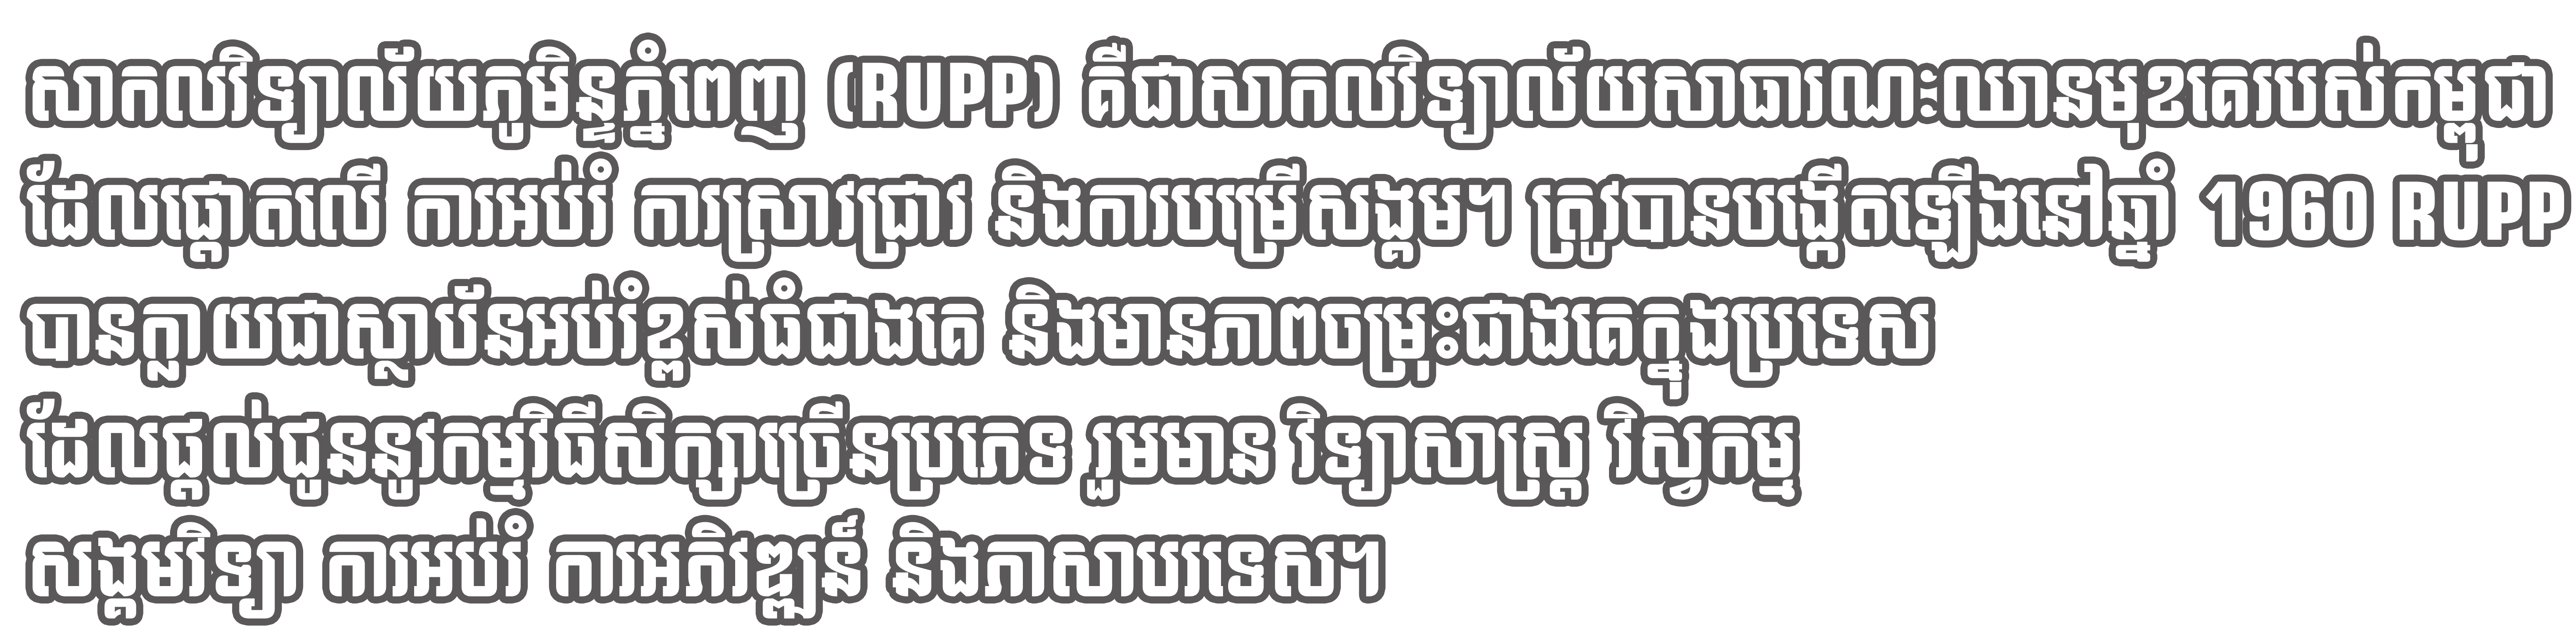 សាកលវិទ្យាល័យភូមិន្ទភ្នំពេញ (RUPP) គឺជាសាកលវិទ្យាល័យសាធារណៈឈានមុខគេរបស់កម្ពុជា
ដែលផ្តោតលើ ការអប់រំ ការស្រាវជ្រាវ និងការបម្រើសង្គម។ ត្រូវបានបង្កើតឡើងនៅឆ្នាំ 1960 RUPP
បានក្លាយជាស្ថាប័នអប់រំខ្ពស់ធំជាងគេ និងមានភាពចម្រុះជាងគេក្នុងប្រទេស
ដែលផ្តល់ជូននូវកម្មវិធីសិក្សាច្រើនប្រភេទ រួមមាន វិទ្យាសាស្ត្រ វិស្វកម្ម
សង្គមវិទ្យា ការអប់រំ ការអភិវឌ្ឍន៍ និងភាសាបរទេស។